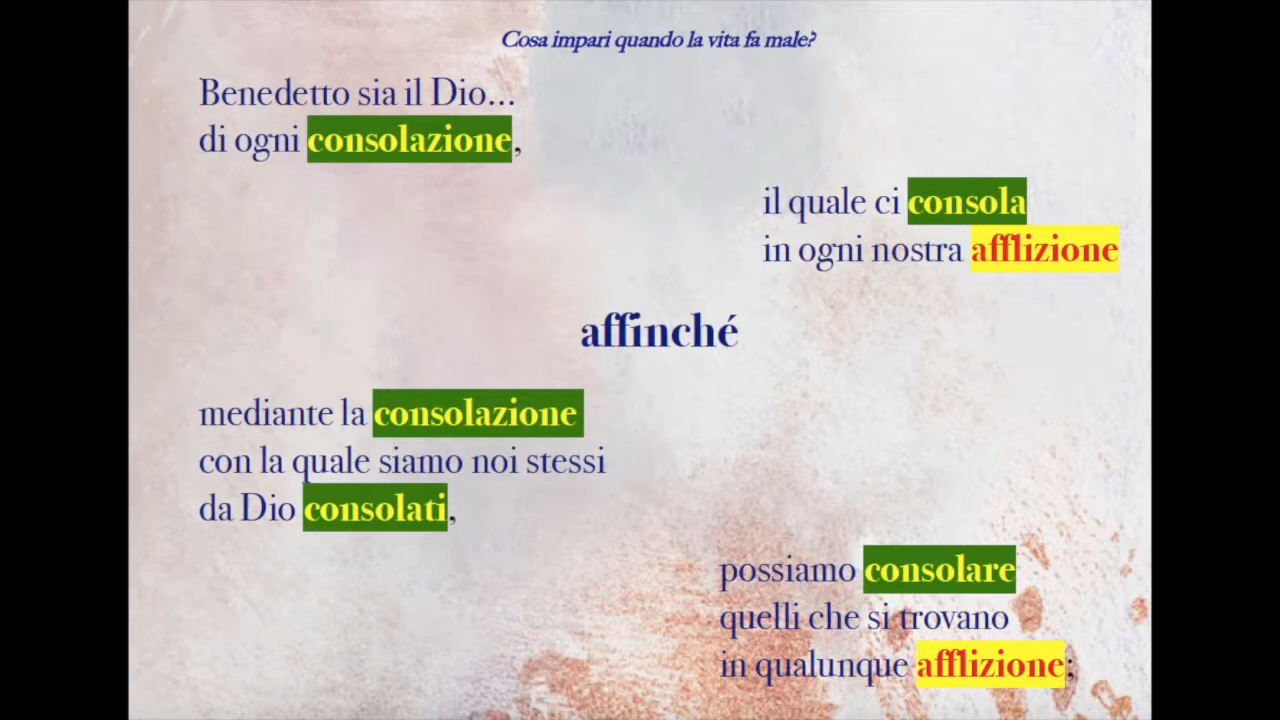 Cosa impari quando la vita fa male?
Benedetto sia il Dio...
di ogni consolazione,
il quale ci consola
in ogni nostra afflizione
affinché
mediante la consolazione
con la quale siamo noi stessi
da Dio consolati,
possiamo consolare
quelli che si trovano
in qualunque afflizione;